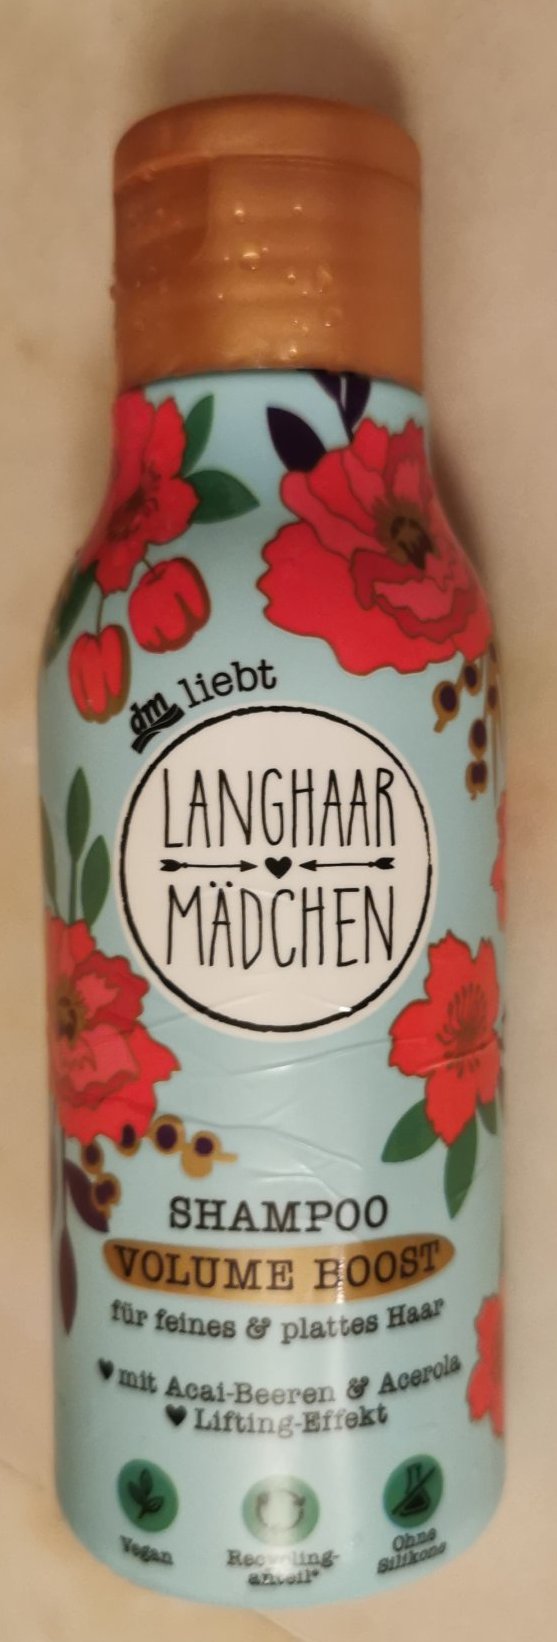 dm liebt
LANGHAAR
MÄDCHEN
SHAMPOO
VOLUME BOOST
für feines & plattes Haar
♥ mit Acai-Beeren & Acerola
♥ Lifting-Effekt
Vegan
Recycling-
anteil*
Ohne
Silikone